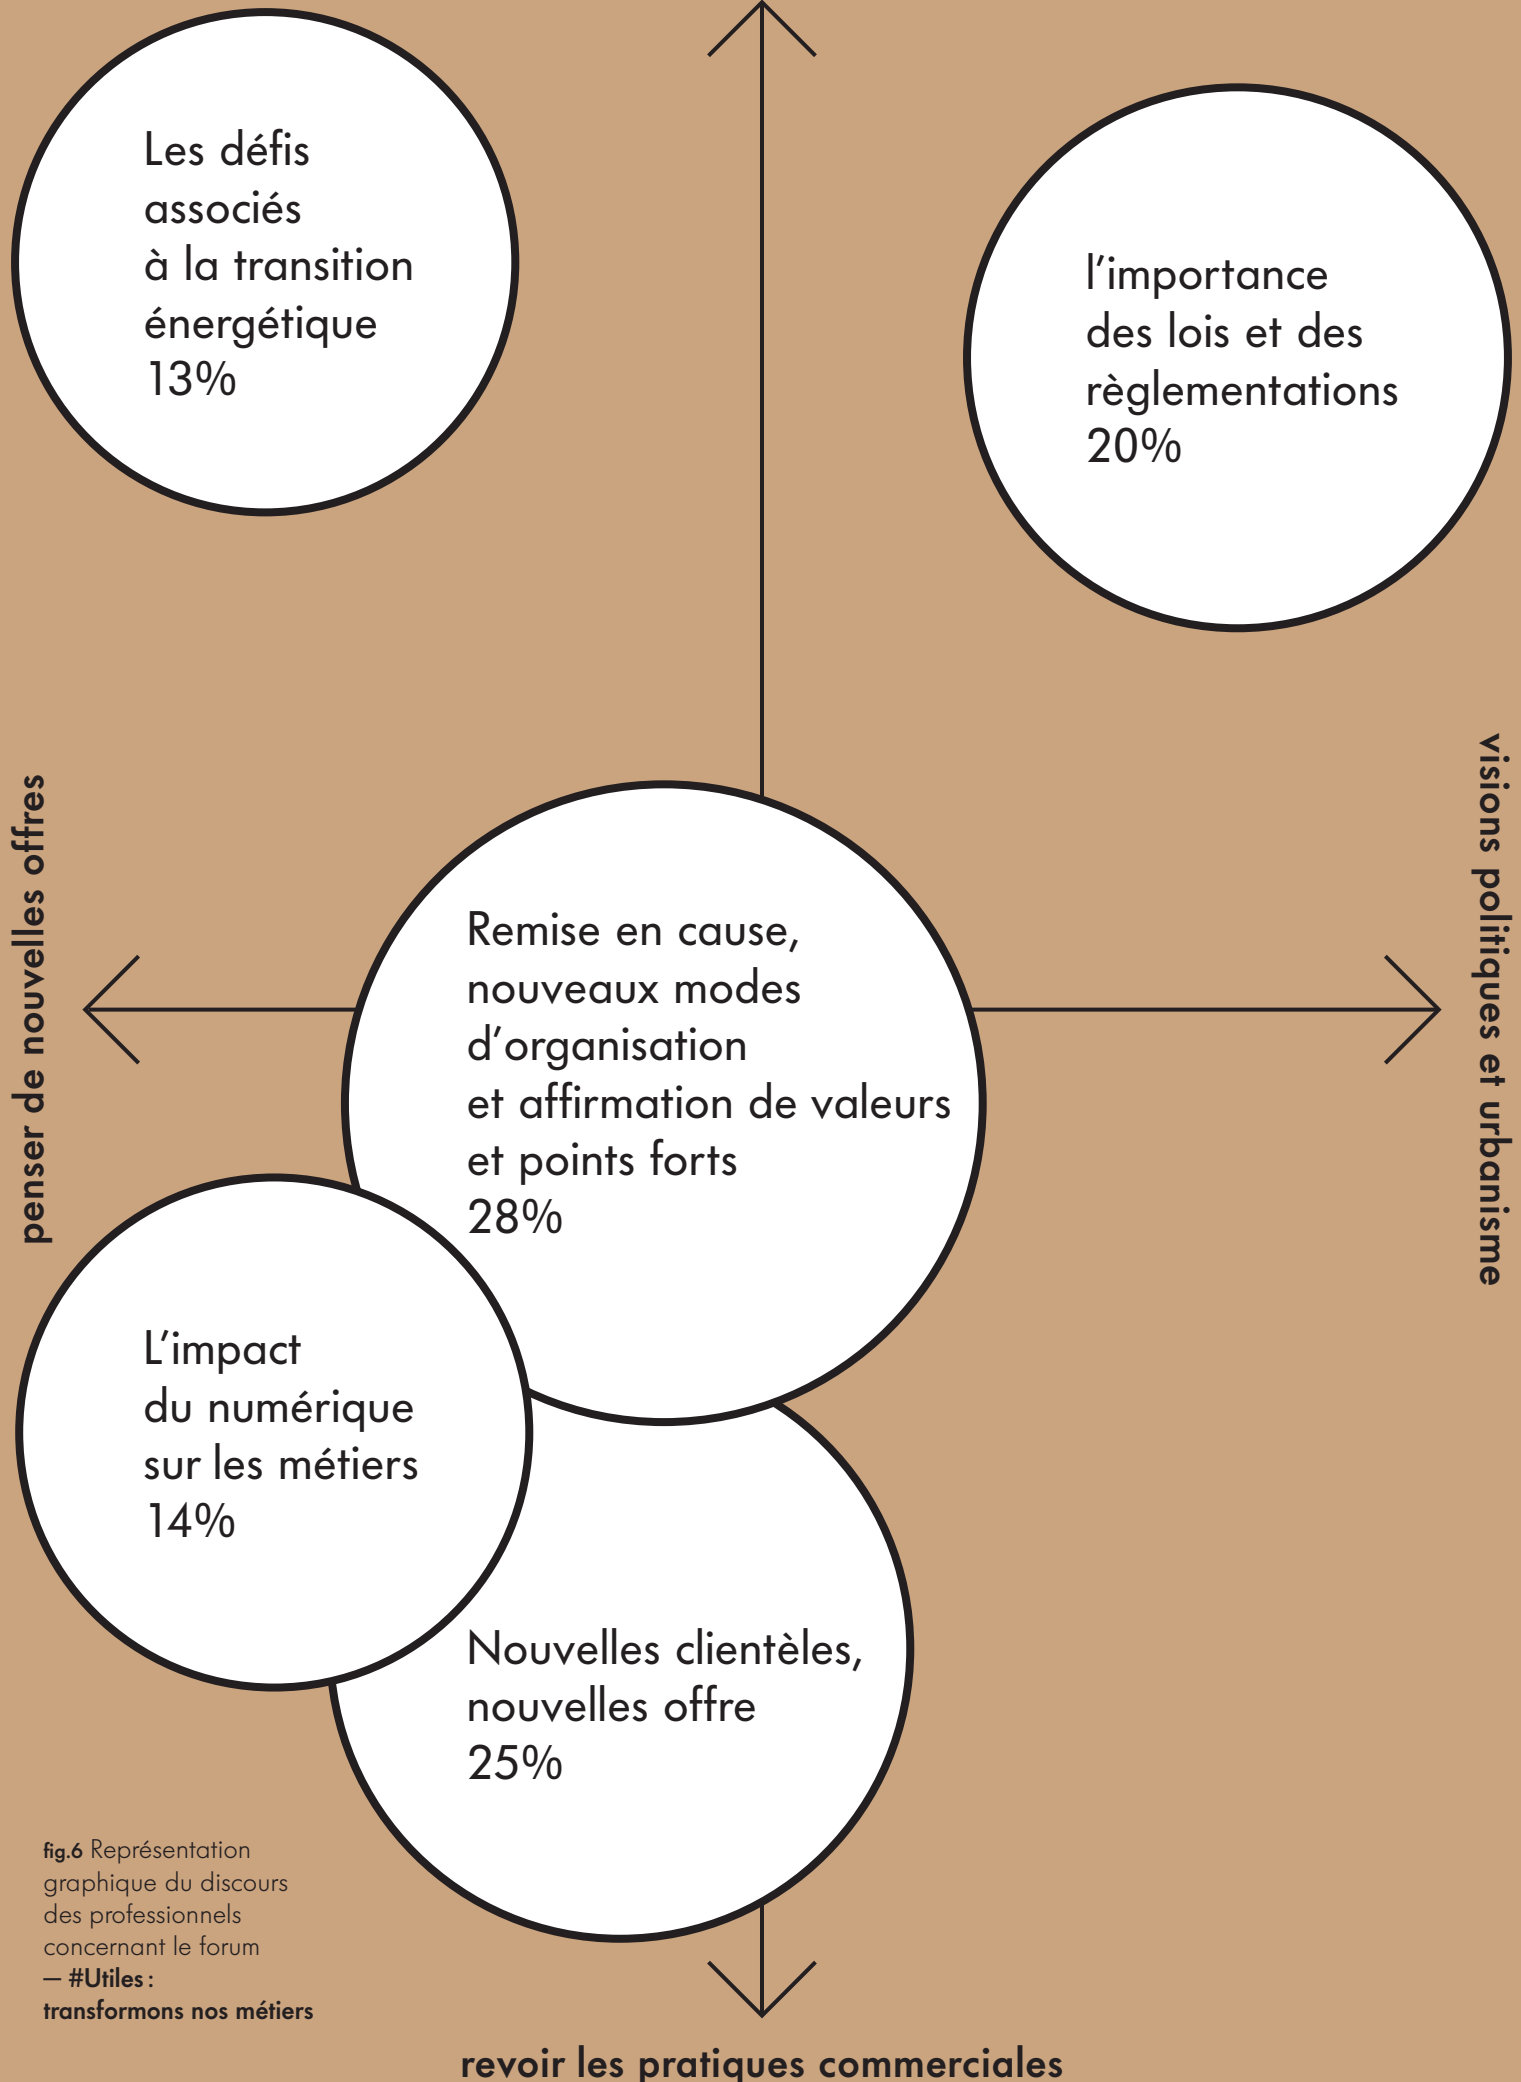 Les défis
associés
à la transition
énergétique
13%
l’importance
des lois et des
règlementations
20%
penser de nouvelles offres
visions politiques et urbanisme
Remise en cause,
nouveaux modes
d’organisation
et affirmation de valeurs
et points forts
28%
L’impact
du numérique
sur les métiers
14%
Nouvelles clientèles,
nouvelles offre
25%
fig.6 Représentation
graphique du discours
des professionnels
concernant le forum
— #Utiles :
transformons nos métiers
revoir les pratiques commerciales